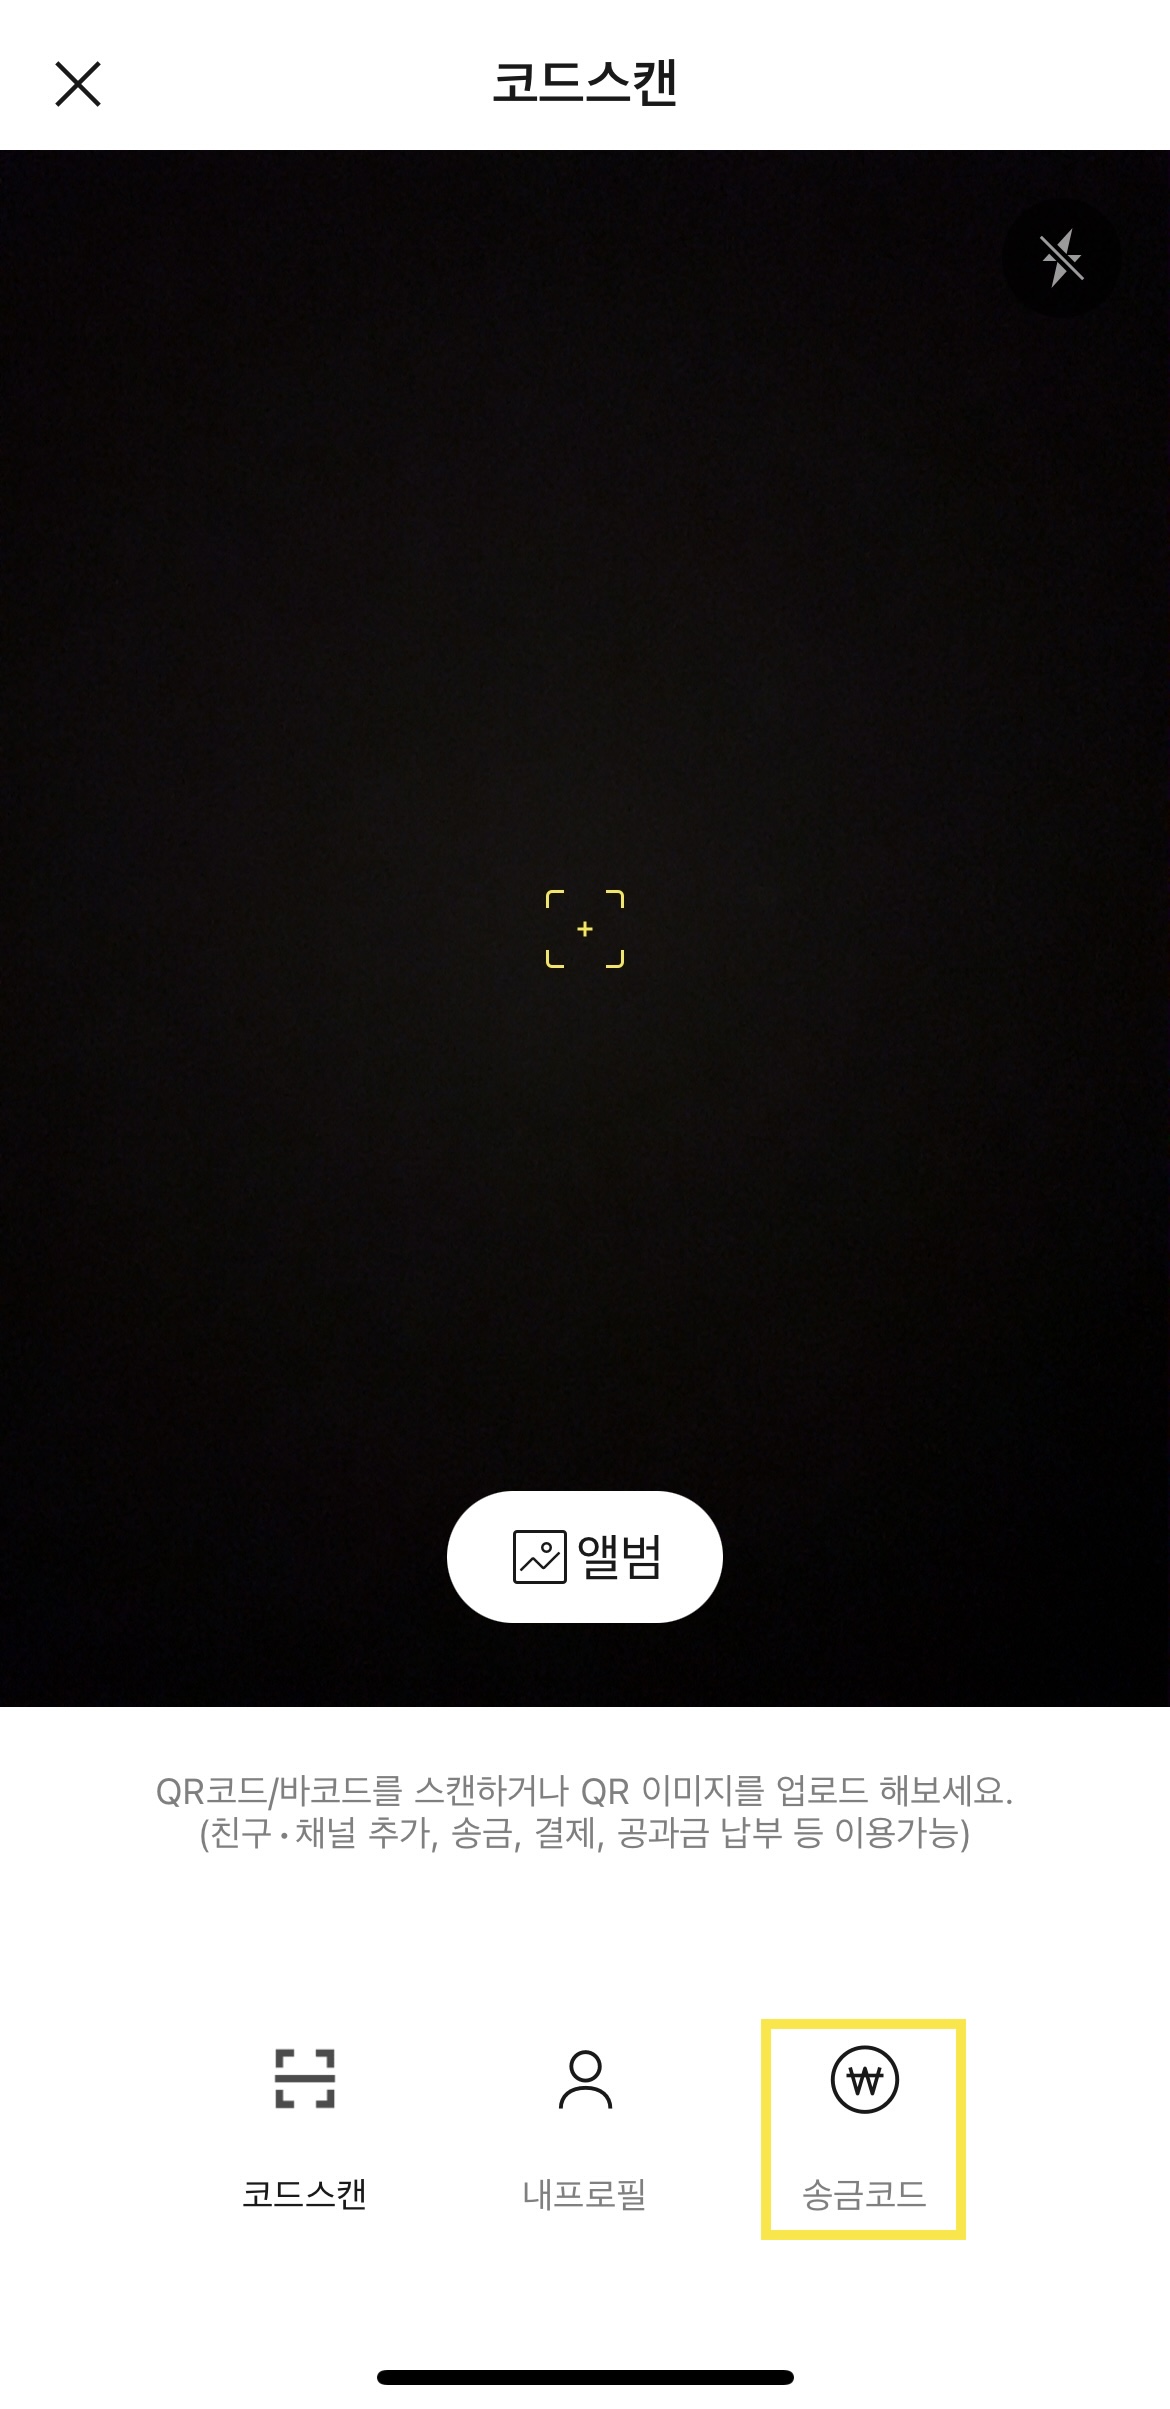 코드스캔
앨범
QR코드/바코드를 스캔하거나 QR 이미지를 업로드 해보세요.
(친구•채널 추가, 송금, 결제, 공과금 납부 등 이용가능)
코드스캔
내프로필
₩
송금코드